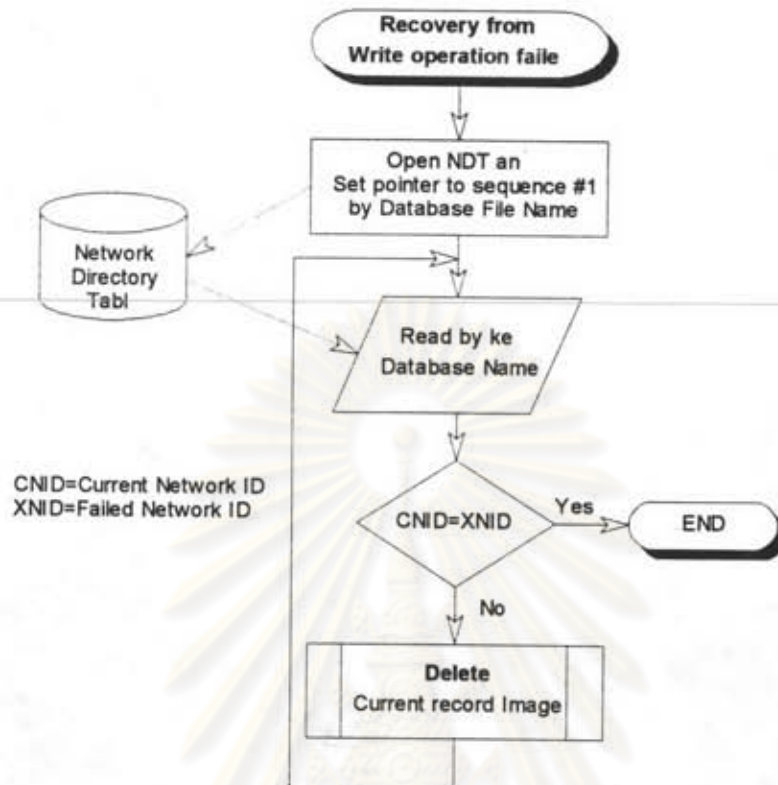 Recovery from
Write operation faile
Open NDT an
Set pointer to sequence #1
by Database File Name
Network
Directory
Tabl
Read by ke
Database Name
CNID=Current Network ID
XNID=Failed Network ID
CNID=XNID
Yes
END
No
Delete
Current record Image